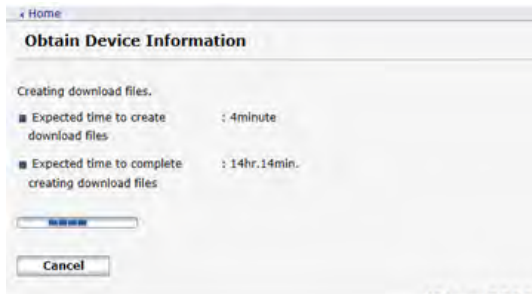 Home
Obtain Device Information
Creating download files.
Expected time to create : 4minute
download files
Expected time to complete : 14hr.14min.
creating download files
Cancel